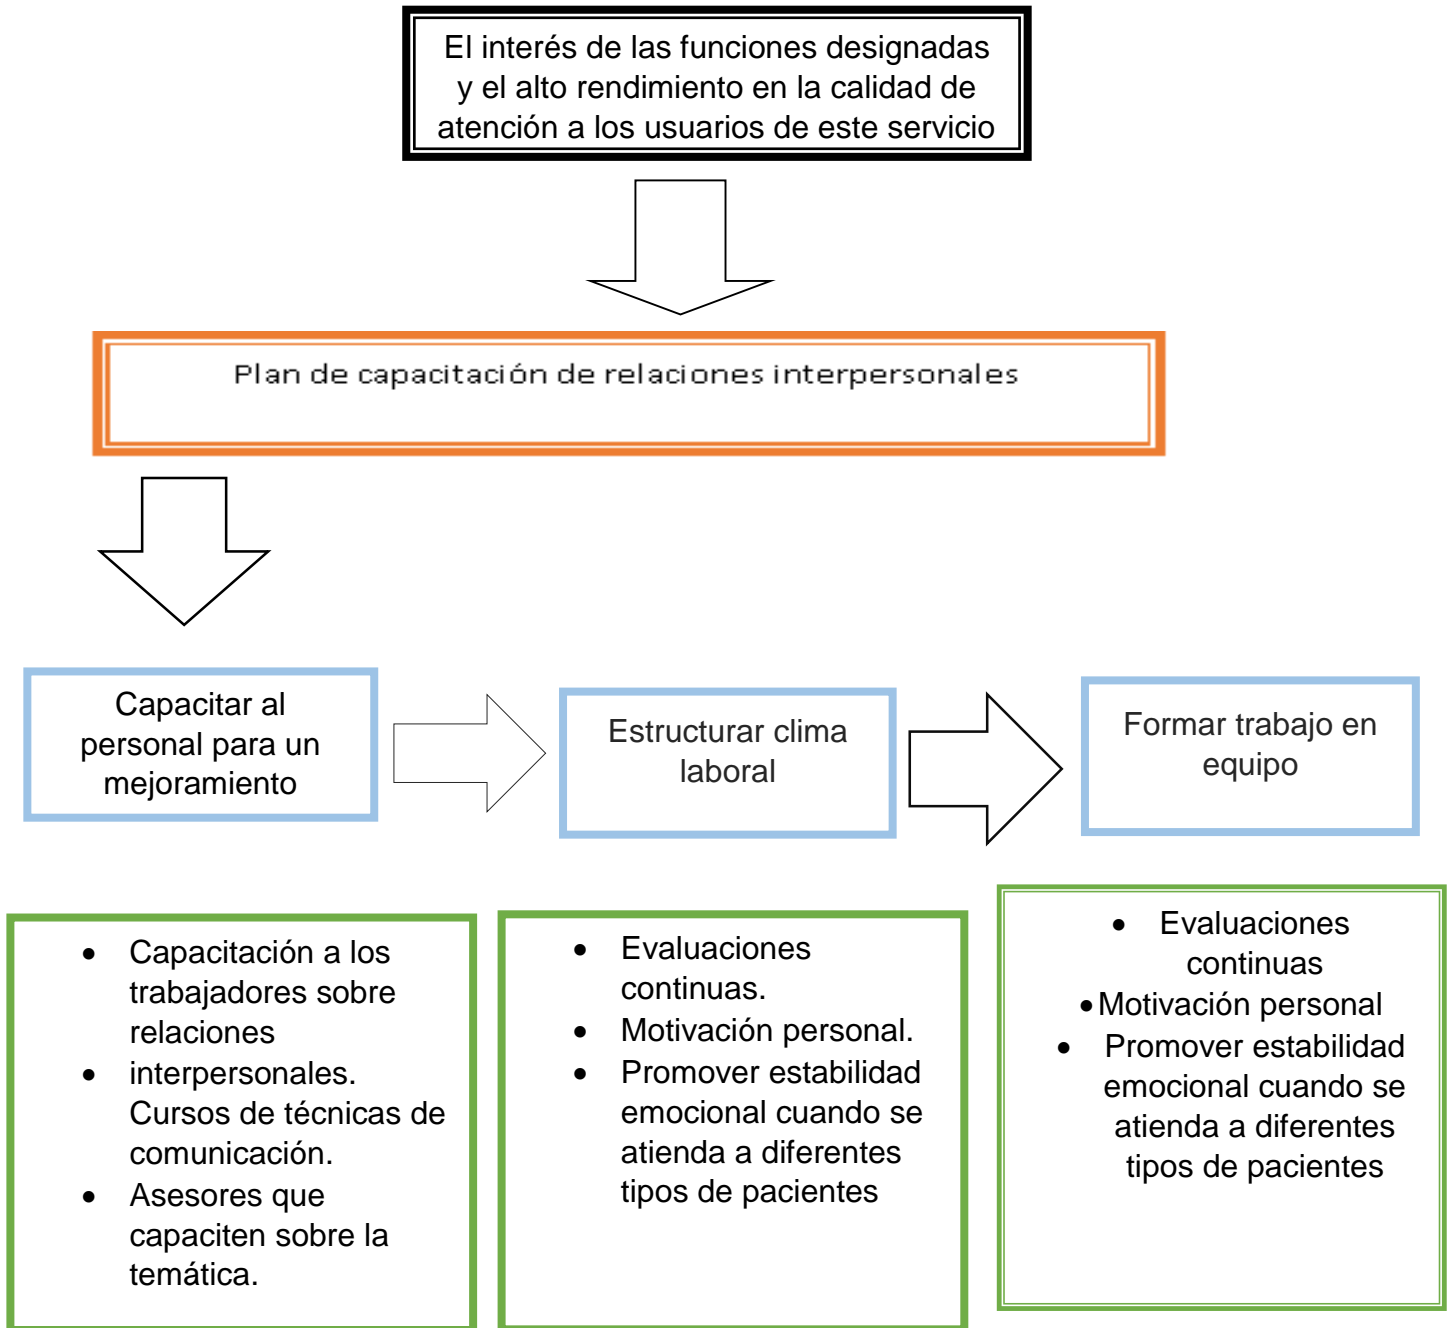 El interés de las funciones designadas
y el alto rendimiento en la calidad de
atención a los usuarios de este servicio
Plan de capacitación de relaciones interpersonales
Capacitar al
personal para un
mejoramiento
Estructurar clima
laboral
Formar trabajo en
equipo
• Capacitación a los
trabajadores sobre
relaciones
• interpersonales.
Cursos de técnicas de
comunicación.
• Asesores que
capaciten sobre la
temática.
• Evaluaciones
continuas.
• Motivación personal.
• Promover estabilidad
emocional cuando se
atienda a diferentes
tipos de pacientes
• Evaluaciones
continuas
• Motivación personal
• Promover estabilidad
emocional cuando se
atienda a diferentes
tipos de pacientes